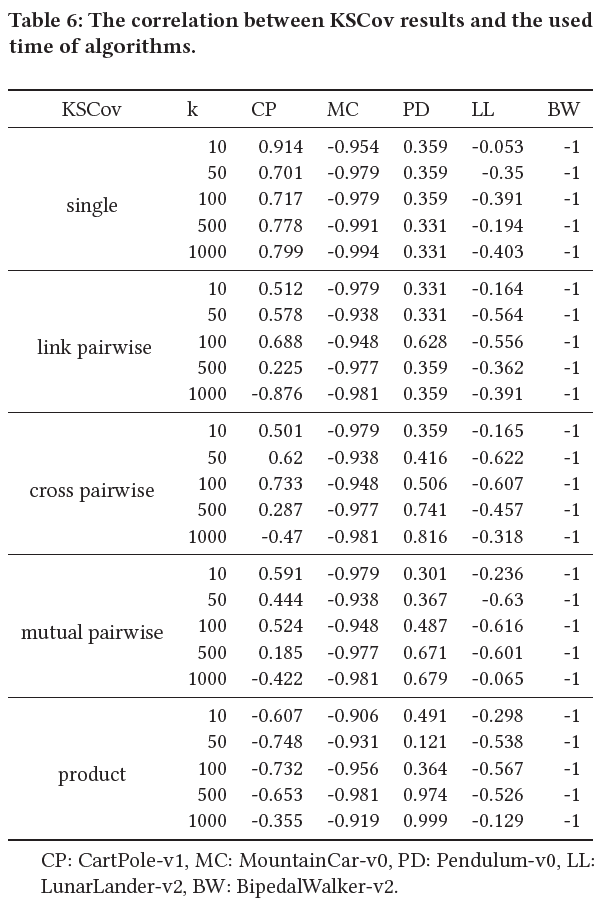 Table 6: The correlation between KSCov results and the used
time of algorithms.
KSCov k CP MC PD LL BW
10 0.914 -0.954 0.359 -0.053 -1
50 0.701 -0.979 0.359 -0.35 -1
single 100 0.717 -0.979 0.359 -0.391 -1
500 0.778 -0.991 0.331 -0.194 -1
1000 0.799 -0.994 0.331 -0.403 -1
10 0.512 -0.979 0.331 -0.164 -1
50 0.578 -0.938 0.331 -0.564 -1
link pairwise 100 0.688 -0.948 0.628 -0.556 -1
500 0.225 -0.977 0.359 -0.362 -1
1000 -0.876 -0.981 0.359 -0.391 -1
10 0.501 -0.979 0.359 -0.165 -1
50 0.62 -0.938 0.416 -0.622 -1
cross pairwise 100 0.733 -0.948 0.506 -0.607 -1
500 0.287 -0.977 0.741 -0.457 -1
1000 -0.47 -0.981 0.816 -0.318 -1
10 0.591 -0.979 0.301 -0.236 -1
50 0.444 -0.938 0.367 -0.63 -1
mutual pairwise 100 0.524 -0.948 0.487 -0.616 -1
500 0.185 -0.977 0.671 -0.601 -1
1000 -0.422 -0.981 0.679 -0.065 -1
10 -0.607 -0.906 0.491 -0.298 -1
50 -0.748 -0.931 0.121 -0.538 -1
product 100 -0.732 -0.956 0.364 -0.567 -1
500 -0.653 -0.981 0.974 -0.526 -1
1000 -0.355 -0.919 0.999 -0.129 -1
CP: CartPole-v1, MC: MountainCar-v0, PD: Pendulum-v0, LL:
LunarLander-v2, BW: BipedalWalker-v2.